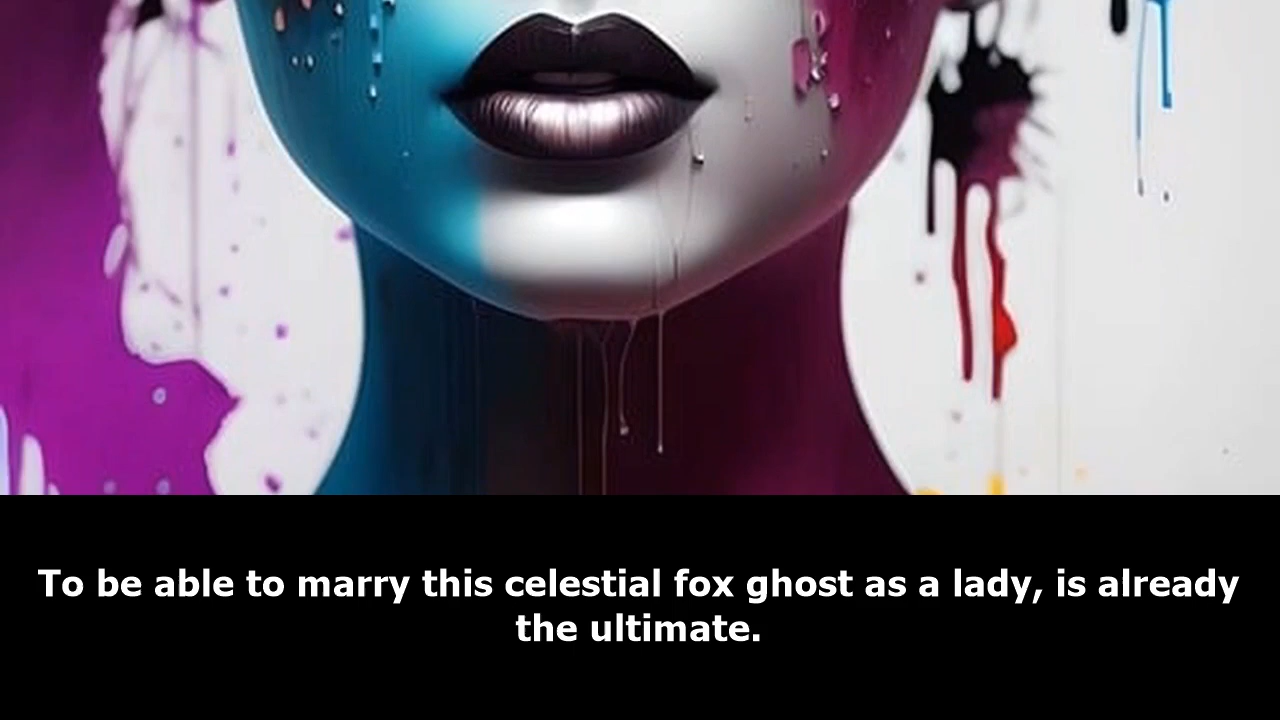 To be able to marry this celestial fox ghost as a lady, is already
the ultimate.